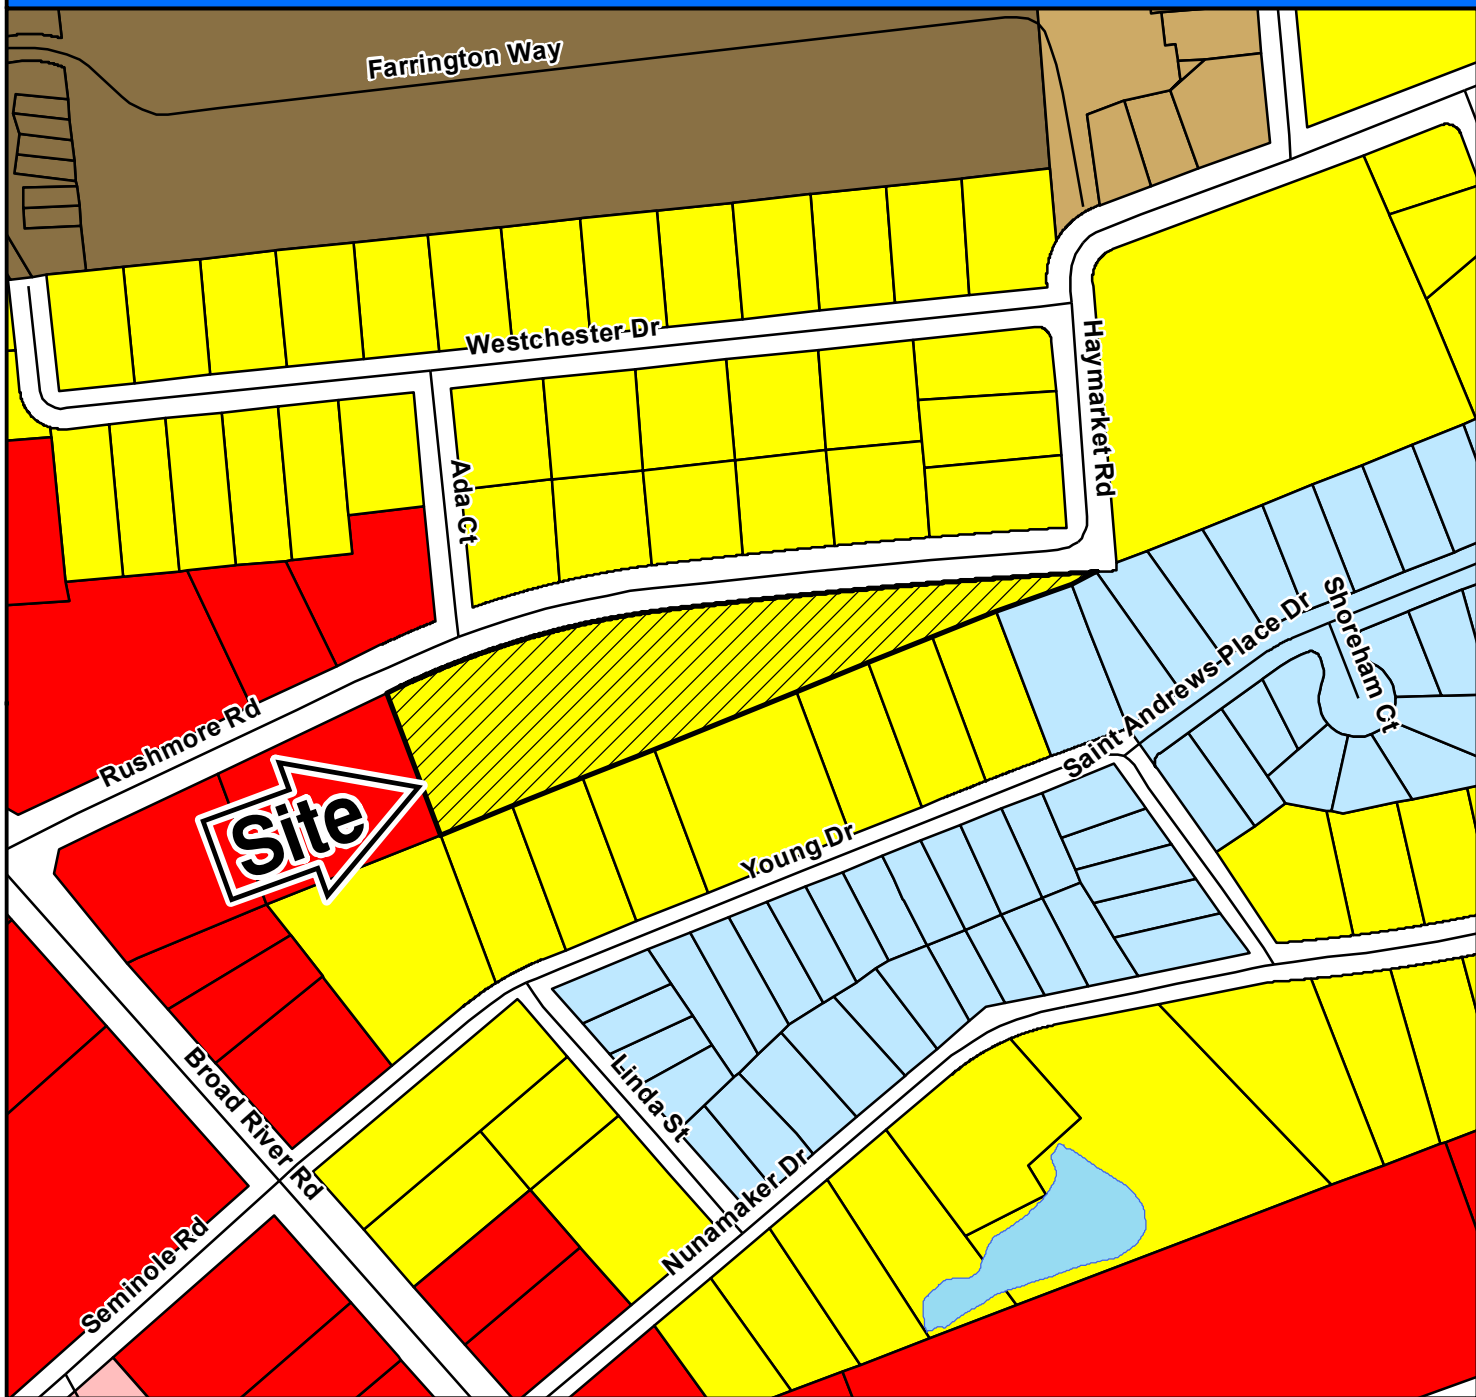 Farrington Way
Westchester Dr
Haymarket Rd
Ada Ct
Shoreham Ct
Saint Andrews Place Dr
Rushmore Rd
Site
Young Dr
Broad River Rd
Linda St
Nunamaker Dr
Seminole Rd